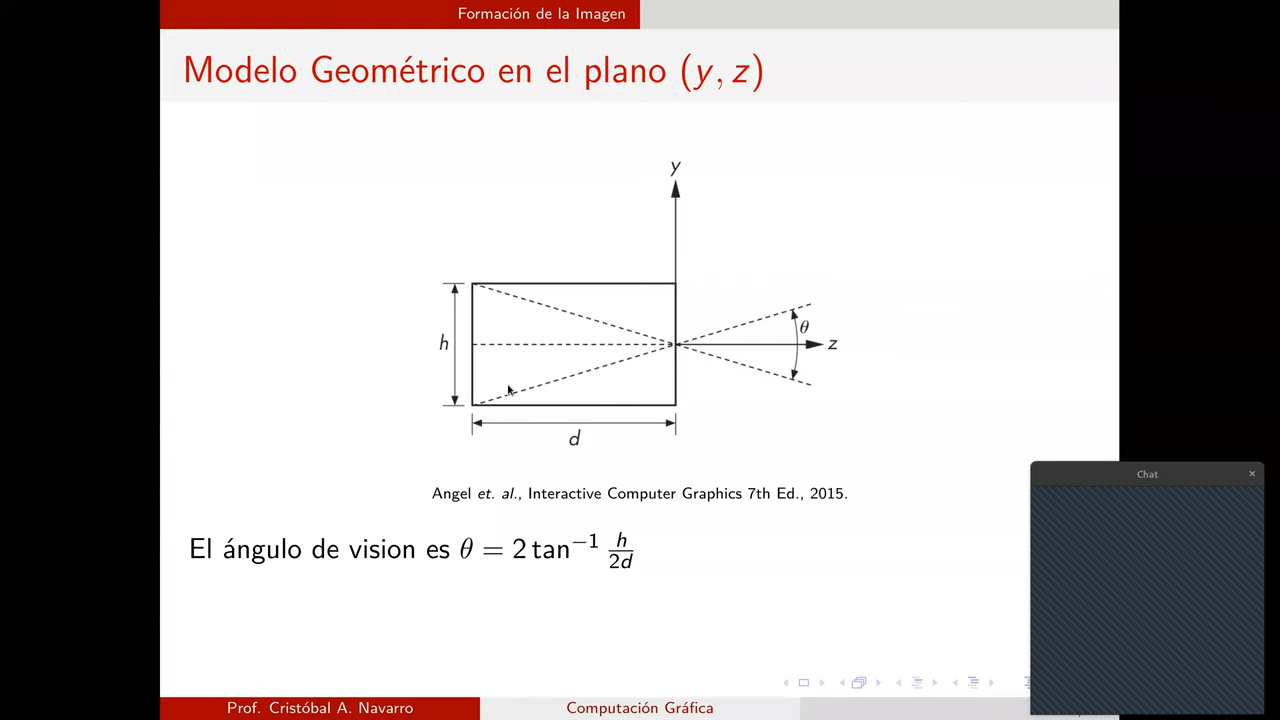 Formación de la Imagen
Modelo Geométrico en el plano (y, z)
y
θ
h
z
d
Angel et. al., Interactive Computer Graphics 7th Ed., 2015.
Chat ×
El ángulo de vision es θ = 2 tan⁻¹ h/2d
Prof. Cristóbal A. Navarro
Computación Gráfica